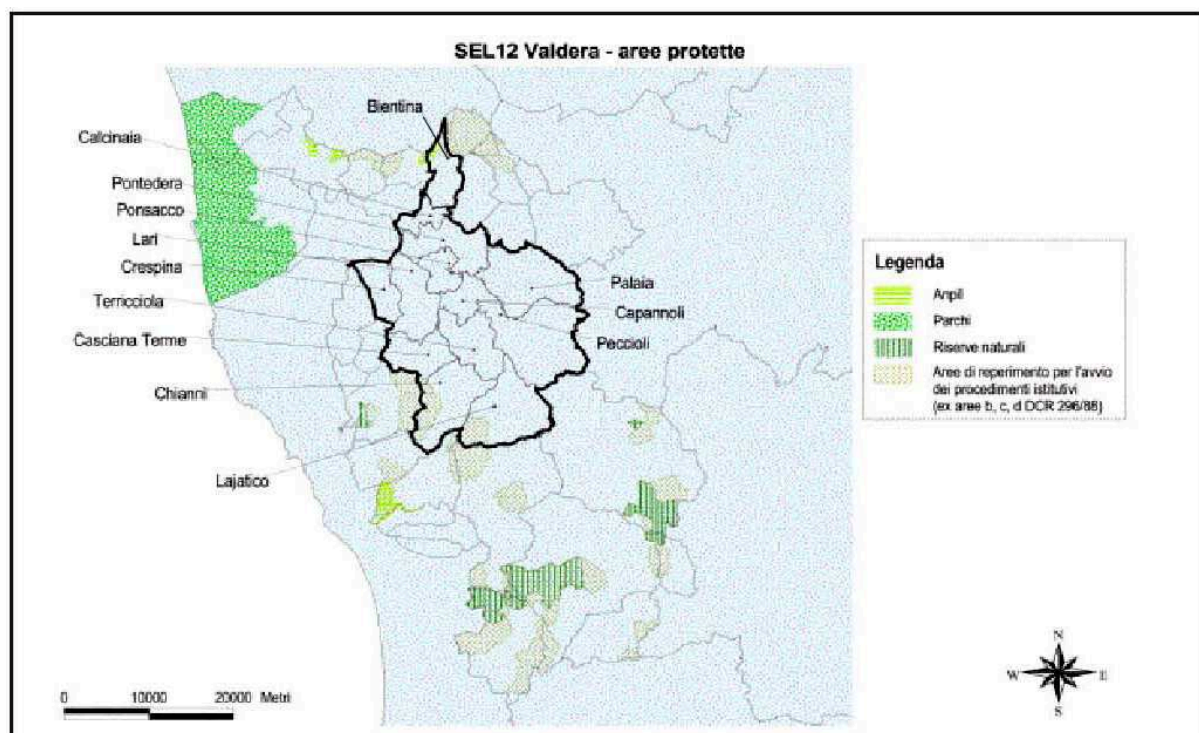 SEL12 Valdera - aree protette
Bientina
Calcinaia
Pontedera
Ponsacco
Lari
Crespina
Terricciola
Casciana Terme
Chianni
Lajatico
Palaia
Capannoli
Peccioli
Legenda
Anpil
Parchi
Riserve naturali
Aree di reperimento per l'avvio
dei procedimenti istitutivi
(ex aree b, c, d DCR 296/88)
0 10000 20000 Metri
N
W E
S